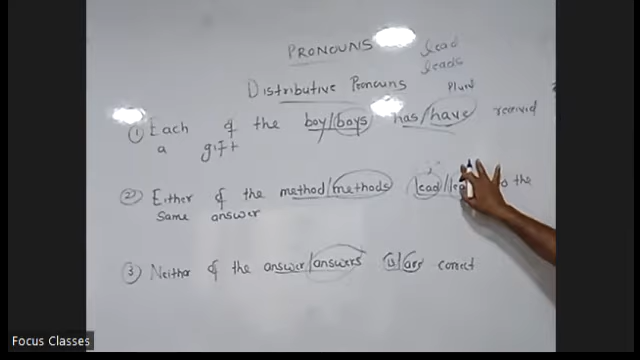 PRONOUNS
lead
leads
Distributive Pronouns
Plural
① Each of the boy/boys has/have received
a gift
② Either of the method/methods lead/lea the
same answer
③ Neither of the answer/answers is/are correct
Focus Classes